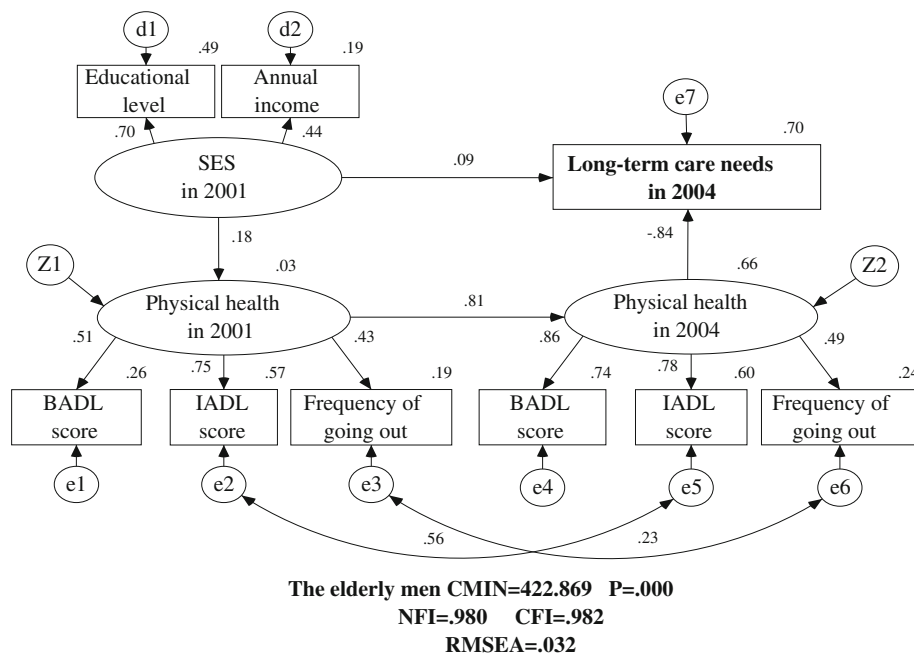 d1
d2
.49
.19
Educational
level
Annual
income
e7
.70
.44
.70
SES
in 2001
.09
Long-term care needs
in 2004
.18
-.84
Z1
.03
.66
Z2
Physical health
in 2001
.81
Physical health
in 2004
.51
.75
.43
.86
.78
.49
.26
.57
.19
.74
.60
.24
BADL
score
IADL
score
Frequency of
going out
BADL
score
IADL
score
Frequency of
going out
e1
e2
e3
e4
e5
e6
.56
.23
The elderly men CMIN=422.869 P=.000
NFI=.980 CFI=.982
RMSEA=.032